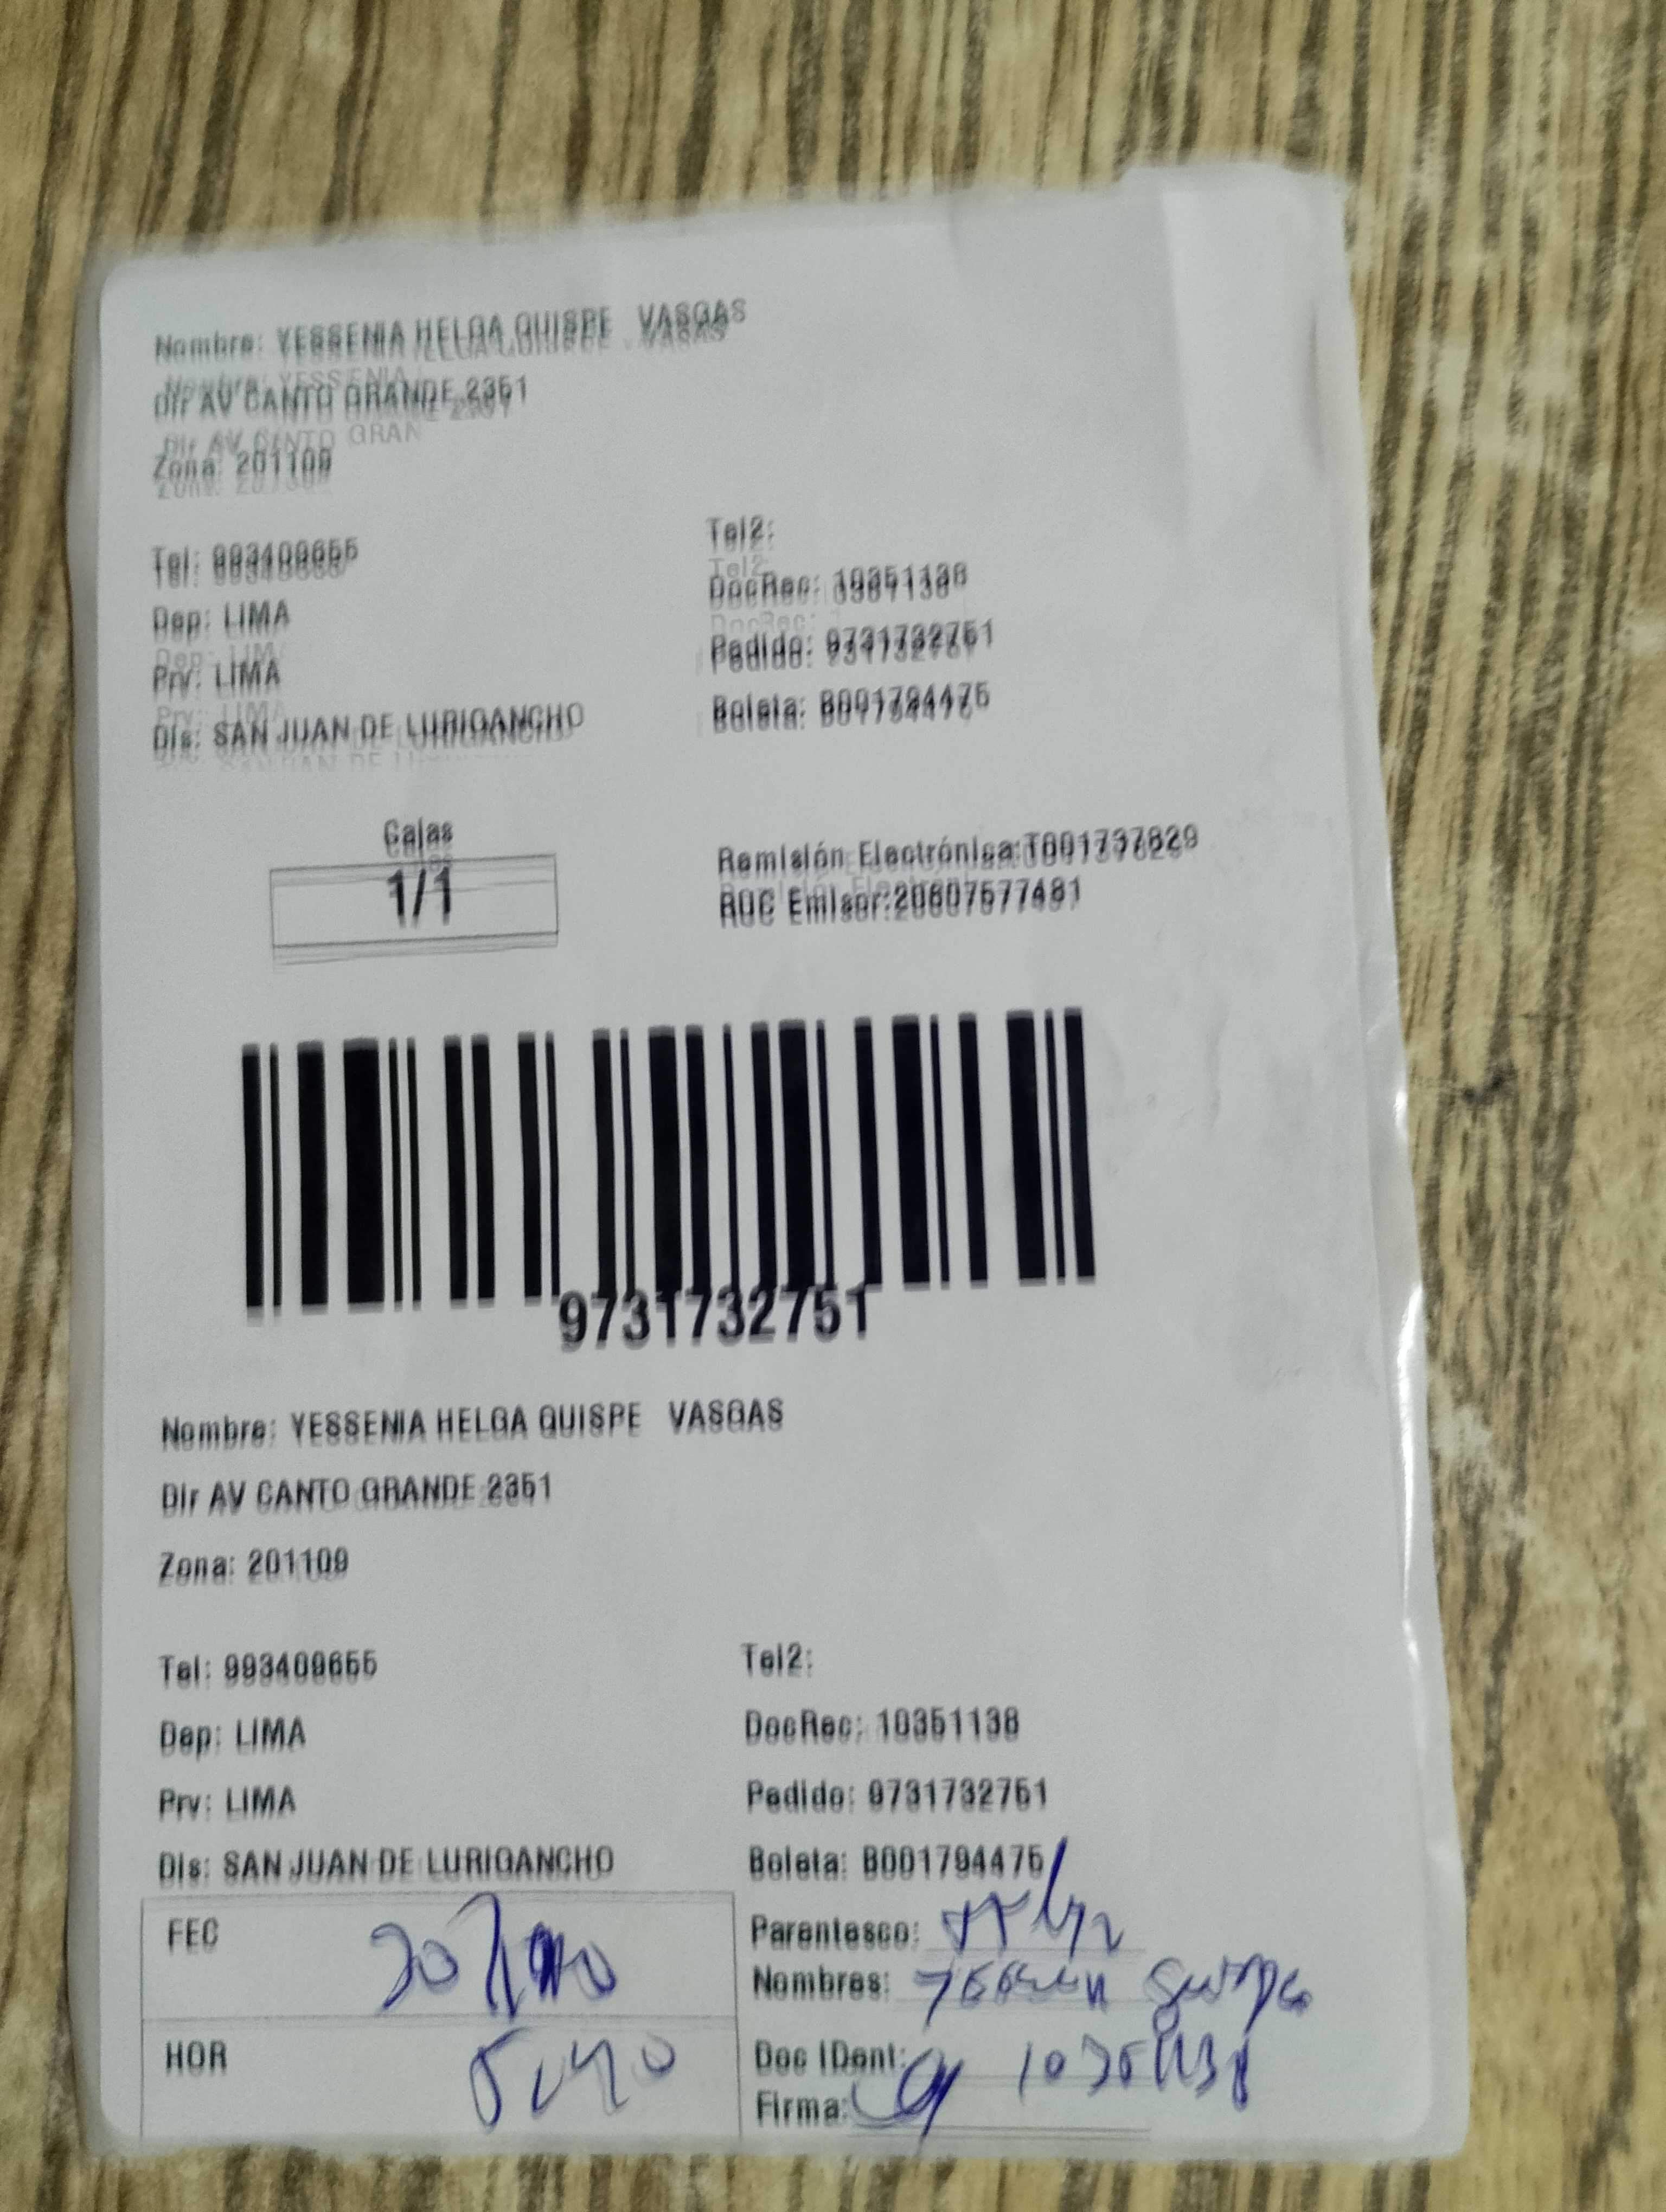 Nombre: YESSENIA HELGA QUISPE VASGAS
Dir AV CANTO GRANDE 2351
Zona: 201109
Tel: 993409655
Tel2:
Dep: LIMA
DocRec: 10351138
Prv: LIMA
Pedido: 9731732751
Dis: SAN JUAN DE LURIGANCHO
Boleta: B001794475
Cajas
1/1
Remisión Electrónica:T001737829
RUC Emisor:20607577481
9731732751
Nombre: YESSENIA HELGA QUISPE VASGAS
Dir AV CANTO GRANDE 2351
Zona: 201109
Tel: 993409655
Tel2:
Dep: LIMA
DocRec: 10351138
Prv: LIMA
Pedido: 9731732751
Dis: SAN JUAN DE LURIGANCHO
Boleta: B001794475
FEC
Parentesco:
Nombres: Quispe
HOR
Doc IDent: 10351138
Firma: